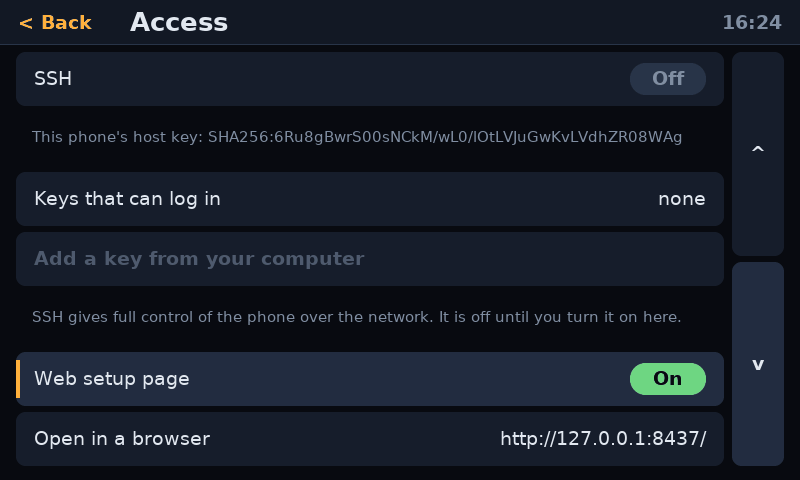 < Back Access 16:24
SSH Off
This phone's host key: SHA256:6Ru8gBwrS00sNCkM/wL0/IOtLVJuGwKvLVdhZR08WAg
^
Keys that can log in none
Add a key from your computer
SSH gives full control of the phone over the network. It is off until you turn it on here.
v
Web setup page On
Open in a browser http://127.0.0.1:8437/